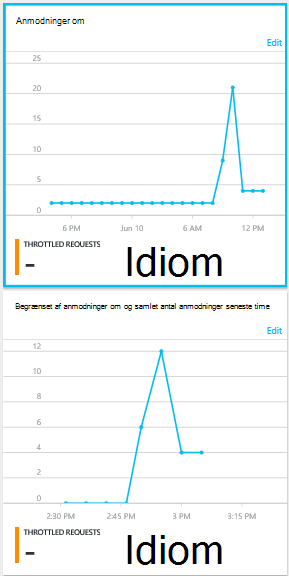 Anmodninger om
Edit
25
20
15
10
5
0
6 PM Jun 10 6 AM 12 PM
THROTTLED REQUESTS
-
Idiom
Begrænset af anmodninger om og samlet antal anmodninger seneste time
Edit
12
10
8
6
4
2
0
2:30 PM 2:45 PM 3 PM 3:15 PM
THROTTLED REQUESTS
-
Idiom